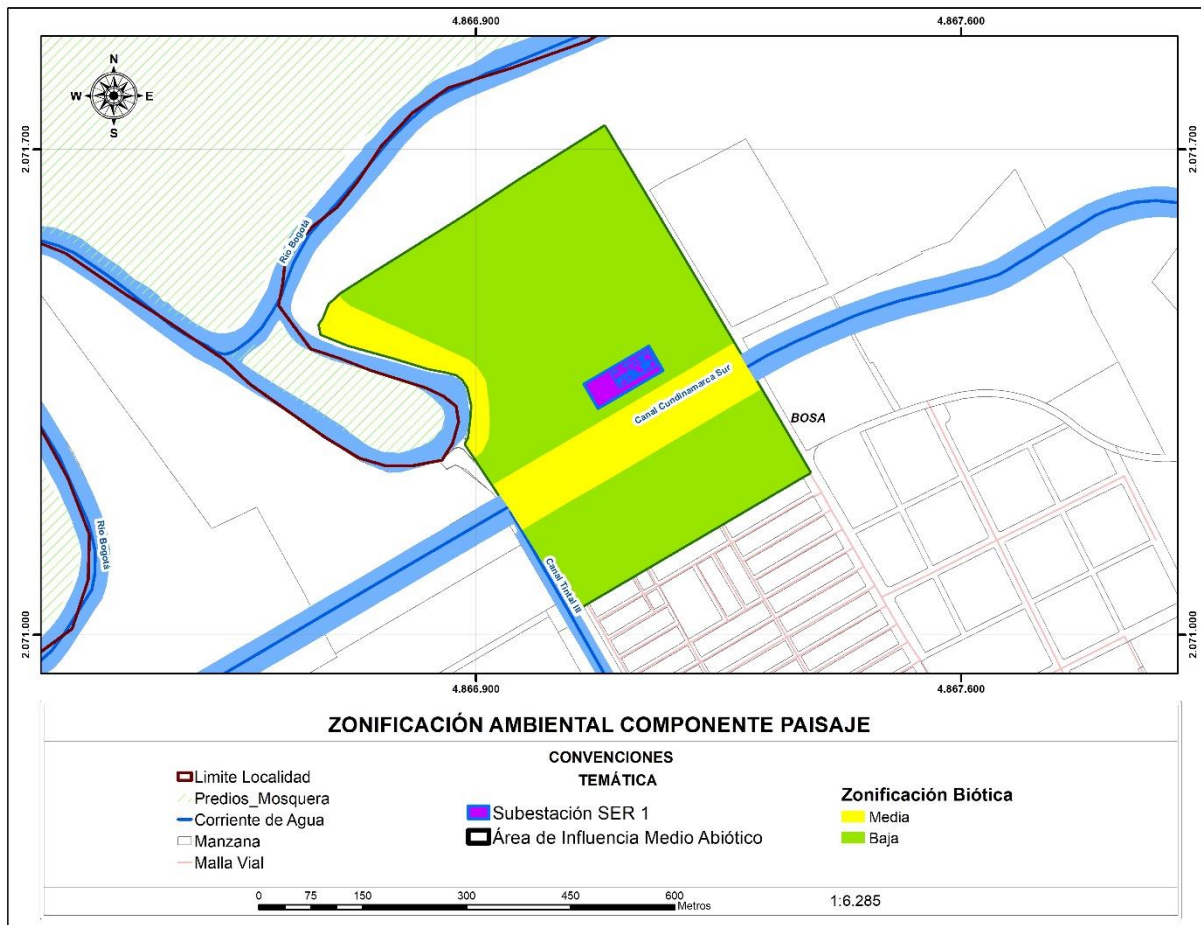 4.866.900
4.867.600
N
W
E
S
2.071.700
2.071.700
Río Bogotá
Canal Cundinamarca Sur
BOSA
Río Bogotá
Canal Tintal III
2.071.000
2.071.000
4.866.900
4.867.600
ZONIFICACIÓN AMBIENTAL COMPONENTE PAISAJE
CONVENCIONES
TEMÁTICA
Limite Localidad
Predios_Mosquera
Corriente de Agua
Manzana
Malla Vial
Subestación SER 1
Área de Influencia Medio Abiótico
Zonificación Biótica
Media
Baja
0 75 150 300 450 600
Metros
1:6.285